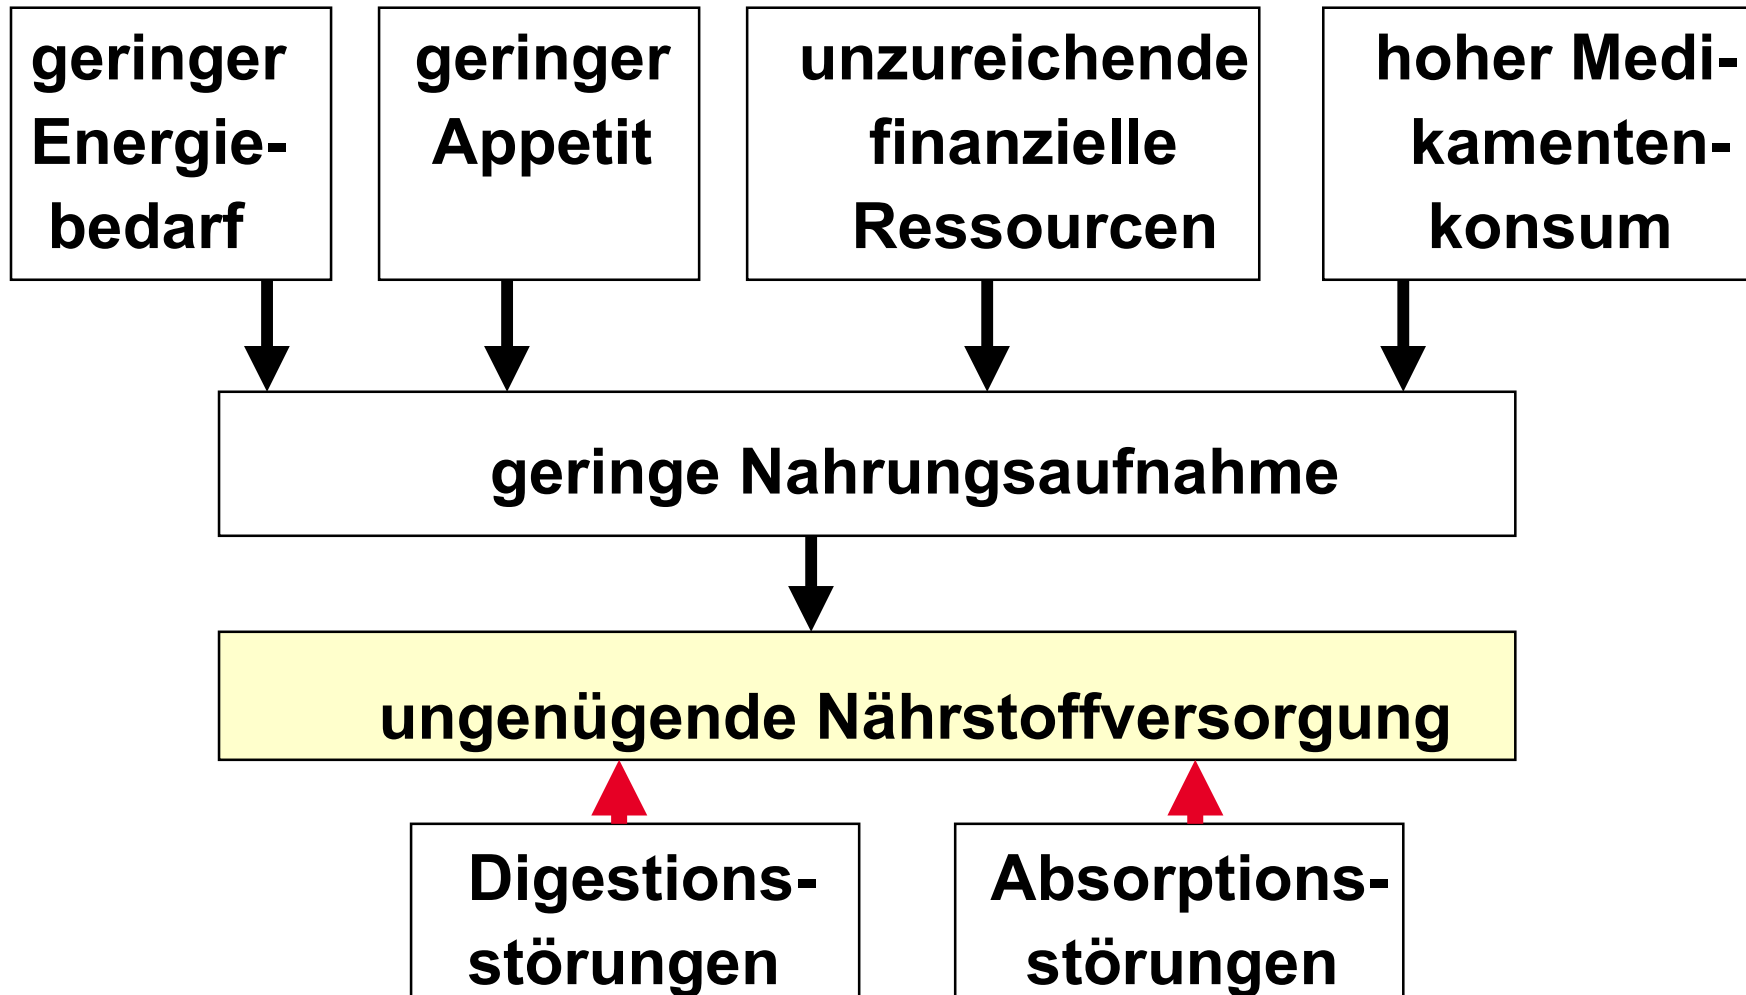 geringer
Energie-
bedarf
geringer
Appetit
unzureichende
finanzielle
Ressourcen
hoher Medi-
kamenten-
konsum
geringe Nahrungsaufnahme
ungenügende Nährstoffversorgung
Digestions-
störungen
Absorptions-
störungen